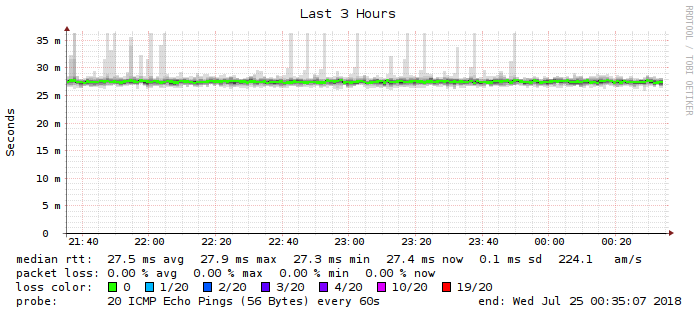 Last 3 Hours
RRDTOOL / TOBI OETIKER
Seconds
35 m
30 m
25 m
20 m
15 m
10 m
5 m
0
21:40 22:00 22:20 22:40 23:00 23:20 23:40 00:00 00:20
median rtt: 27.5 ms avg 27.9 ms max 27.3 ms min 27.4 ms now 0.1 ms sd 224.1 am/s
packet loss: 0.00 % avg 0.00 % max 0.00 % min 0.00 % now
loss color: 0 1/20 2/20 3/20 4/20 10/20 19/20
probe: 20 ICMP Echo Pings (56 Bytes) every 60s end: Wed Jul 25 00:35:07 2018